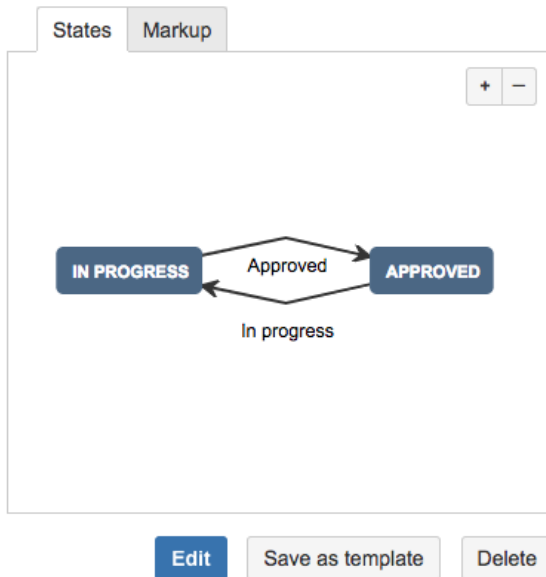 States Markup
+ –
IN PROGRESS Approved APPROVED
In progress
Edit Save as template Delete